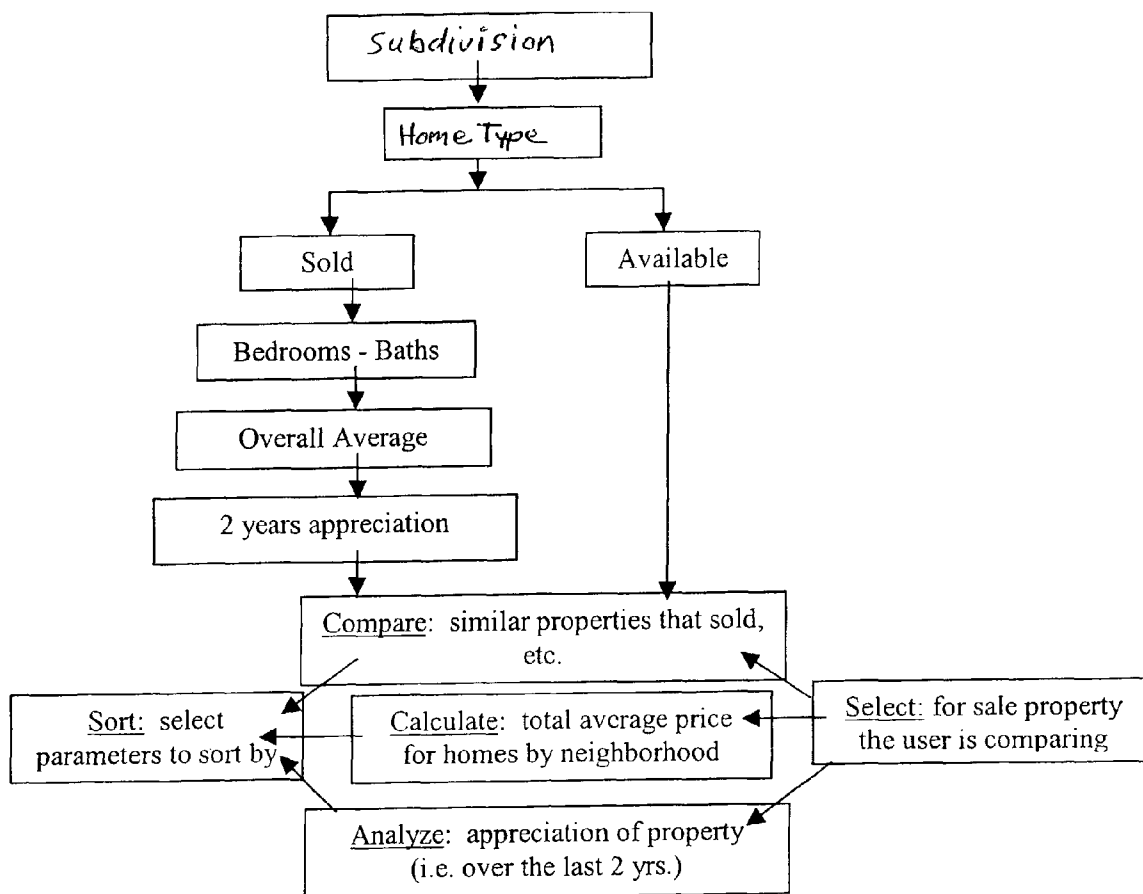 Subdivision
Home Type
Sold
Available
Bedrooms - Baths
Overall Average
2 years appreciation
Compare: similar properties that sold,
etc.
Sort: select
parameters to sort by
Calculate: total average price
for homes by neighborhood
Select: for sale property
the user is comparing
Analyze: appreciation of property
(i.e. over the last 2 yrs.)